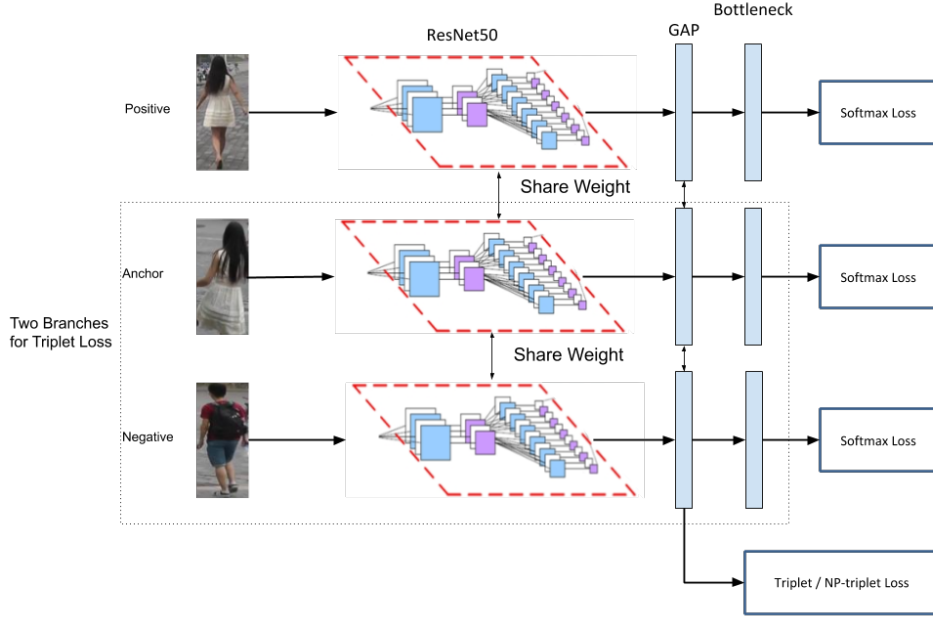 Bottleneck
ResNet50
GAP
Positive
Softmax Loss
Share Weight
Anchor
Softmax Loss
Two Branches
for Triplet Loss
Share Weight
Negative
Softmax Loss
Triplet / NP-triplet Loss